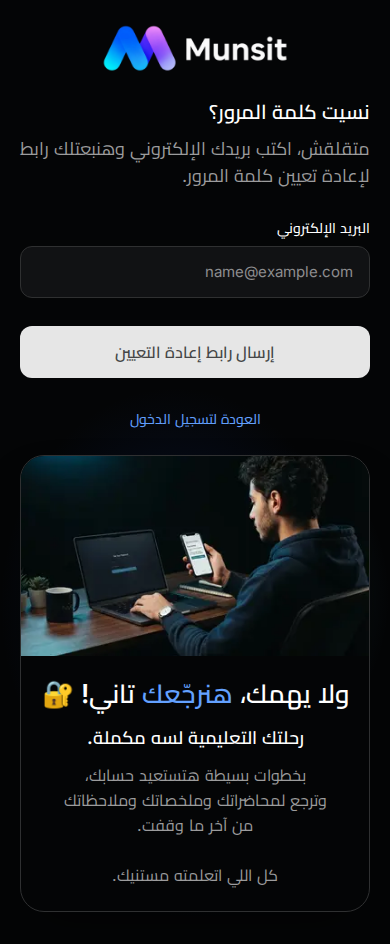 Munsit
نسيت كلمة المرور؟
متقلقش، اكتب بريدك الإلكتروني وهنبعتلك رابط
لإعادة تعيين كلمة المرور.
البريد الإلكتروني
name@example.com
إرسال رابط إعادة التعيين
العودة لتسجيل الدخول
ولا يهمك، هنرجّعك تاني! 🔐
رحلتك التعليمية لسه مكملة.
بخطوات بسيطة هتستعيد حسابك،
وترجع لمحاضراتك وملخصاتك وملاحظاتك
من آخر ما وقفت.
كل اللي اتعلمته مستنيك.